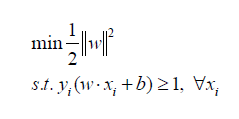 min 1/2 ||w||²
s.t. yᵢ(w·xᵢ + b) ≥ 1, ∀xᵢ